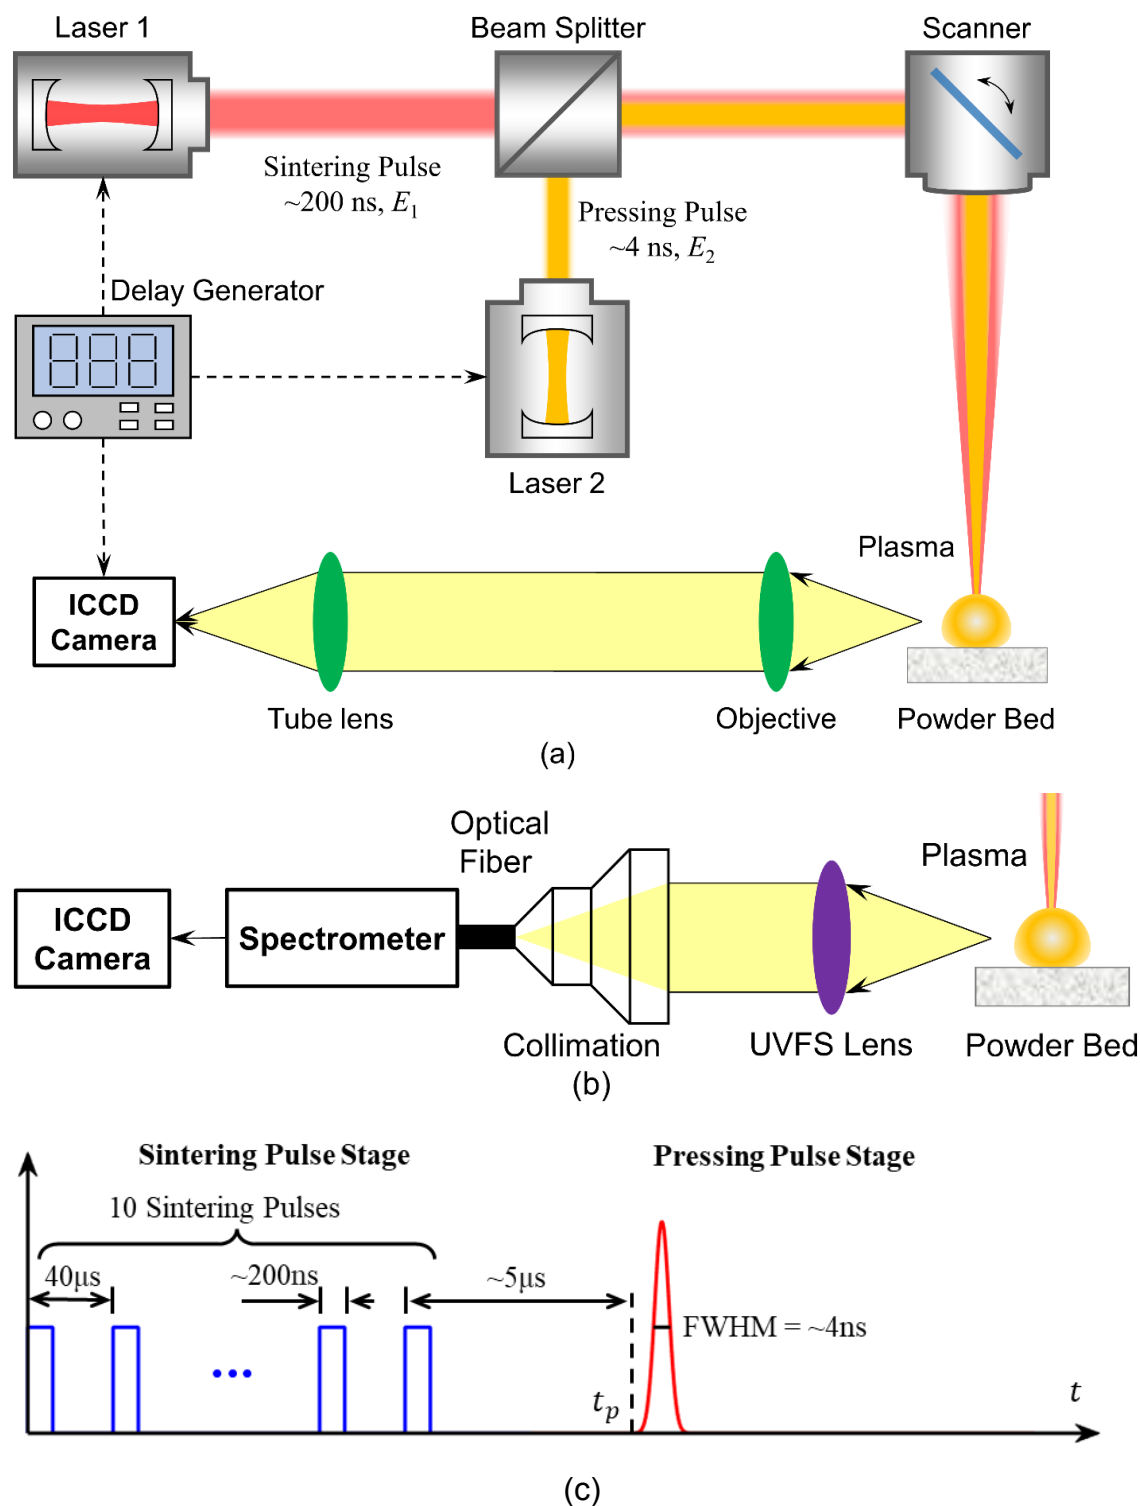 Laser 1
Beam Splitter
Scanner
Sintering Pulse
~200 ns, E₁
Pressing Pulse
~4 ns, E₂
Delay Generator
888
Laser 2
Plasma
ICCD
Camera
Tube lens
Objective
Powder Bed
(a)
Optical
Fiber
Plasma
ICCD
Camera
Spectrometer
Collimation
UVFS Lens
Powder Bed
(b)
Sintering Pulse Stage
Pressing Pulse Stage
10 Sintering Pulses
40μs
~200ns
~5μs
FWHM = ~4ns
...
tₚ
t
(c)